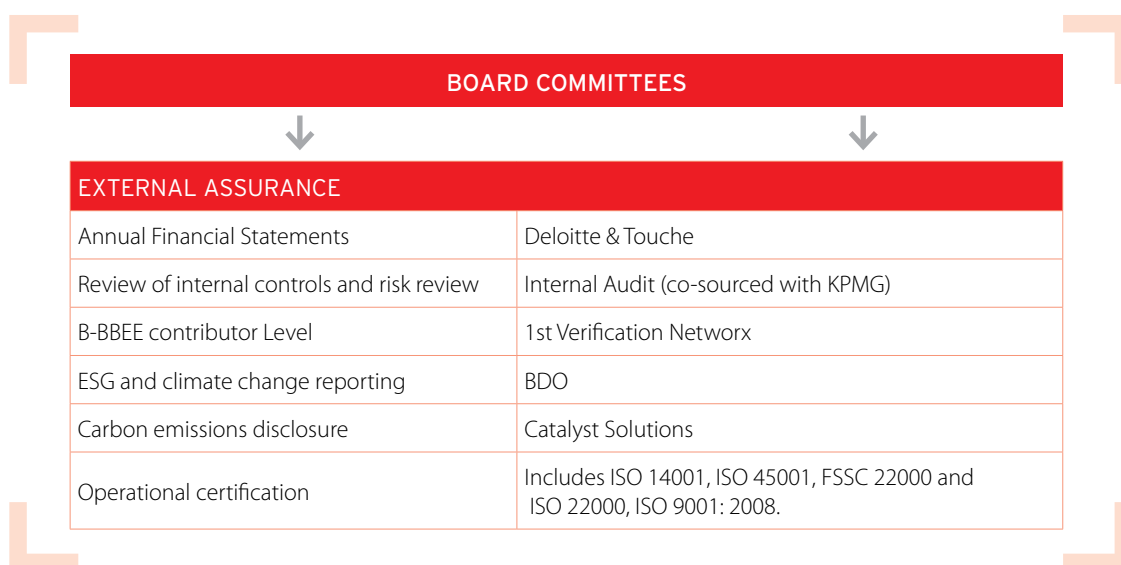 BOARD COMMITTEES
EXTERNAL ASSURANCE
Annual Financial Statements
Deloitte & Touche
Review of internal controls and risk review
Internal Audit (co-sourced with KPMG)
B-BBEE contributor Level
1st Verification Networx
ESG and climate change reporting
BDO
Carbon emissions disclosure
Catalyst Solutions
Operational certification
Includes ISO 14001, ISO 45001, FSSC 22000 and
ISO 22000, ISO 9001: 2008.